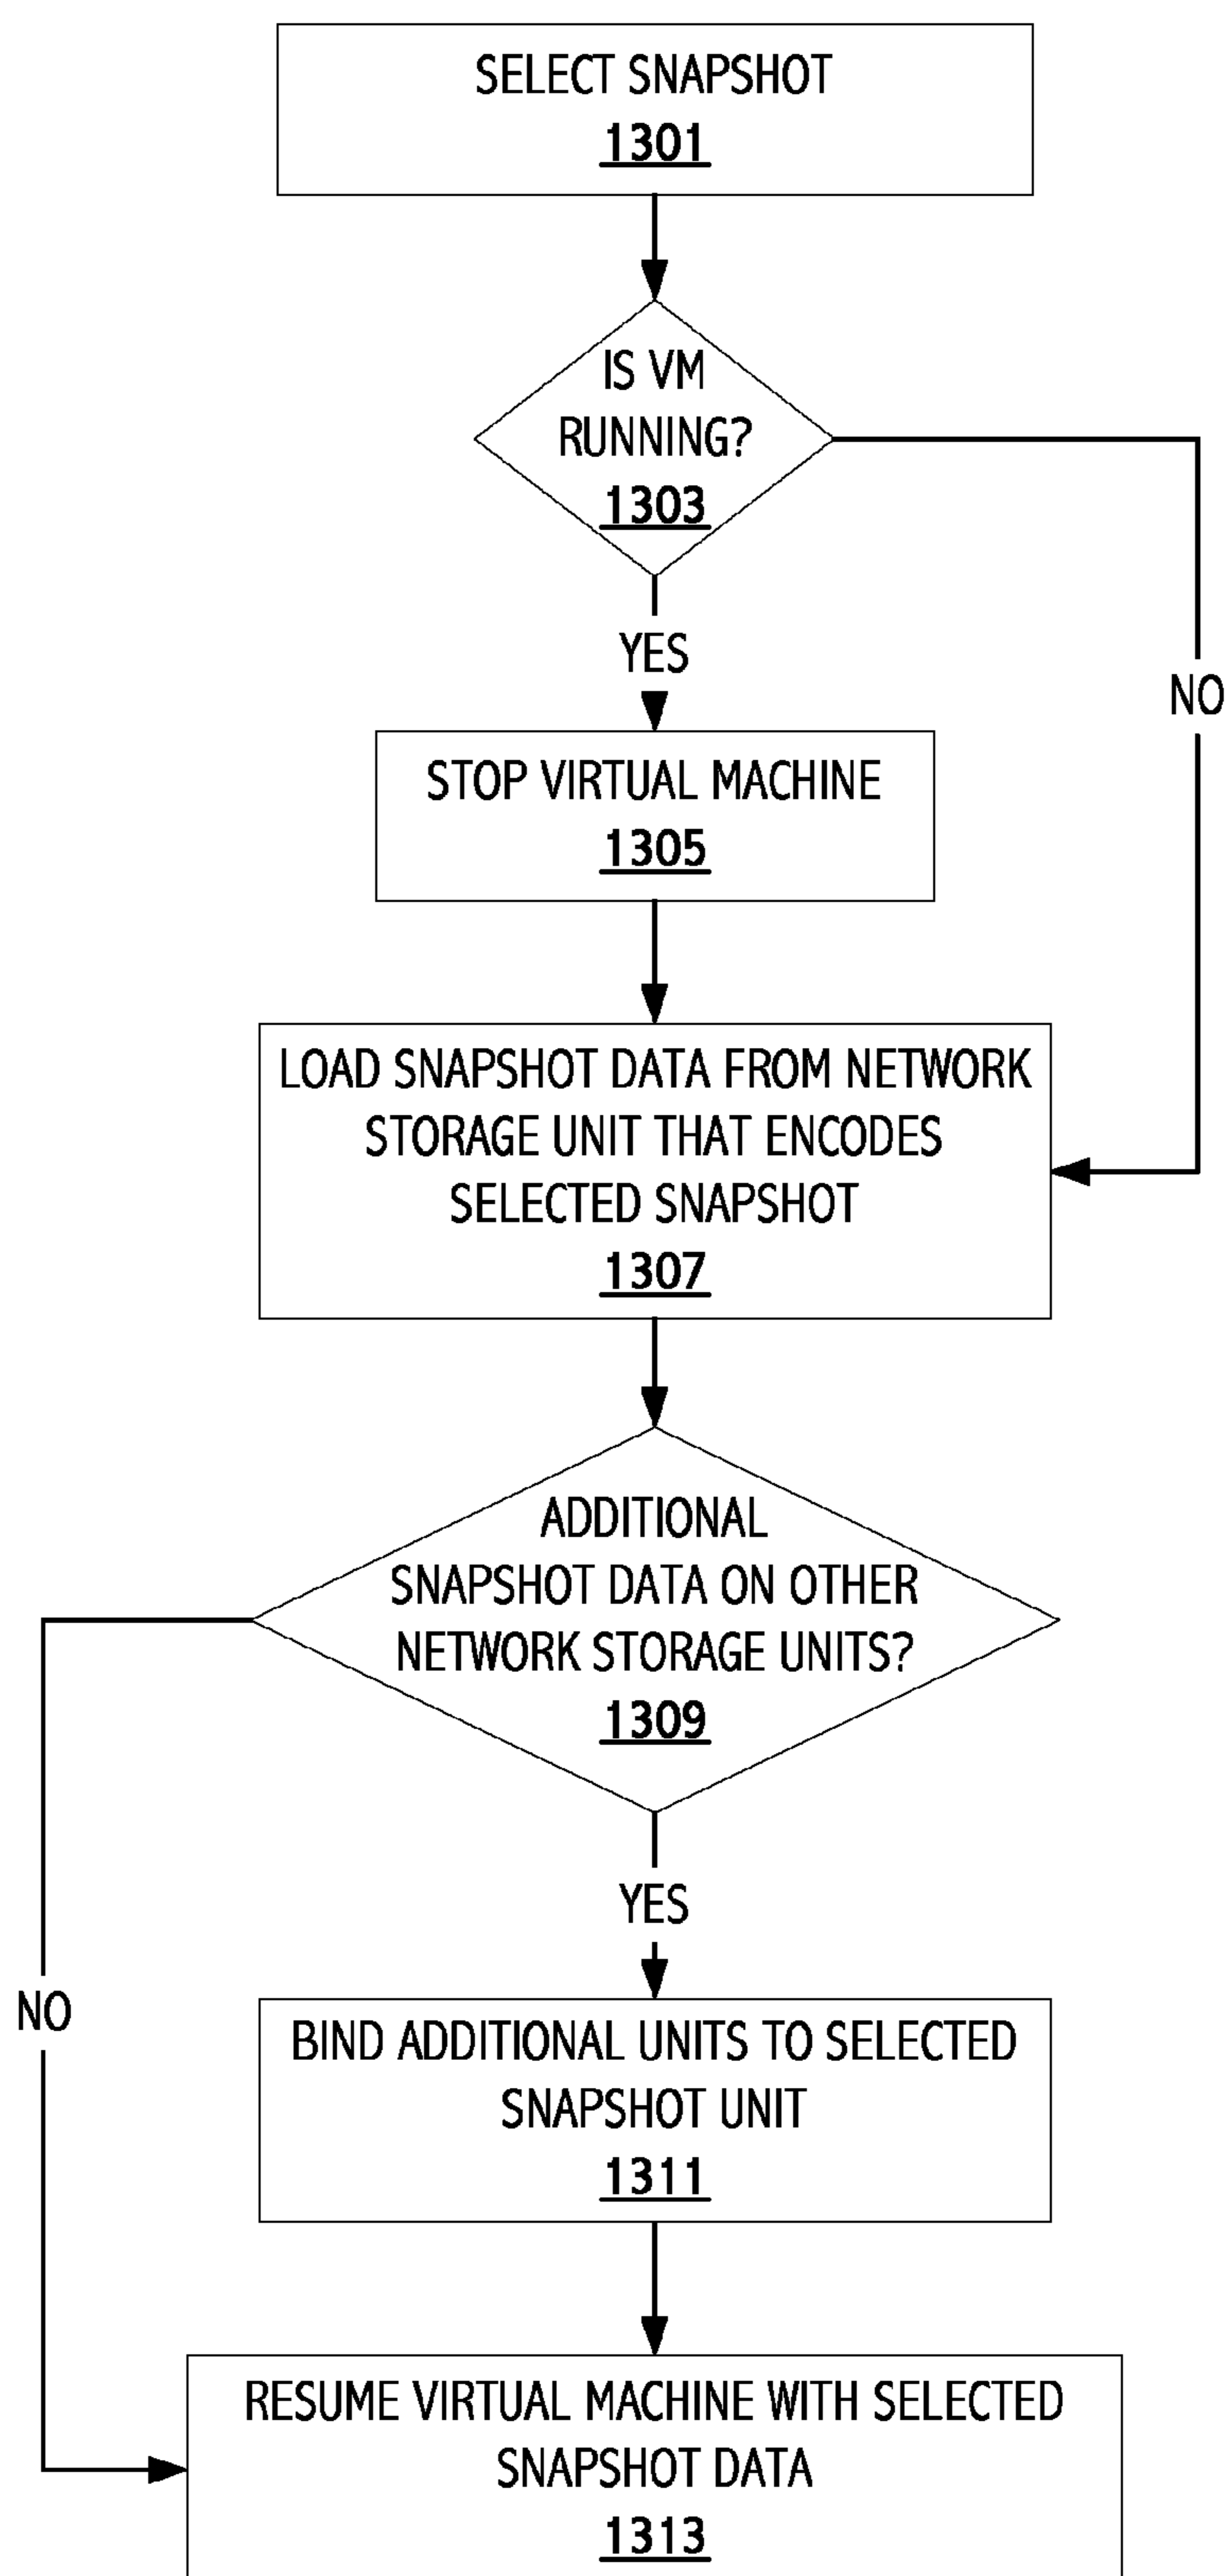 SELECT SNAPSHOT
1301
IS VM
RUNNING?
1303
YES
NO
STOP VIRTUAL MACHINE
1305
LOAD SNAPSHOT DATA FROM NETWORK
STORAGE UNIT THAT ENCODES
SELECTED SNAPSHOT
1307
ADDITIONAL
SNAPSHOT DATA ON OTHER
NETWORK STORAGE UNITS?
1309
YES
NO
BIND ADDITIONAL UNITS TO SELECTED
SNAPSHOT UNIT
1311
RESUME VIRTUAL MACHINE WITH SELECTED
SNAPSHOT DATA
1313